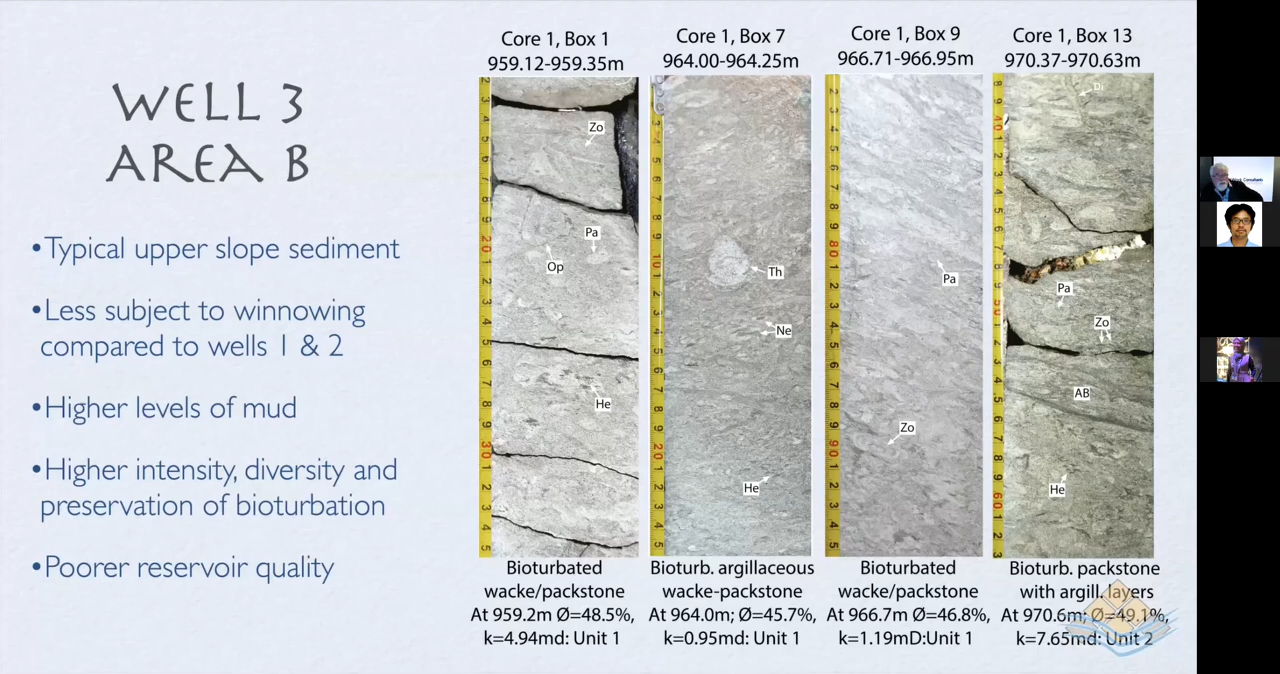 WELL 3
AREA B
•Typical upper slope sediment
•Less subject to winnowing
compared to wells 1 & 2
•Higher levels of mud
•Higher intensity, diversity and
preservation of bioturbation
•Poorer reservoir quality
Core 1, Box 1
959.12-959.35m
Zo
Pa
Op
He
Bioturbated
wacke/packstone
At 959.2m Ø=48.5%,
k=4.94md: Unit 1
Core 1, Box 7
964.00-964.25m
Th
Ne
He
Bioturb. argillaceous
wacke-packstone
At 964.0m; Ø=45.7%,
k=0.95md: Unit 1
Core 1, Box 9
966.71-966.95m
Pa
Zo
Bioturbated
wacke/packstone
At 966.7m Ø=46.8%,
k=1.19mD:Unit 1
Core 1, Box 13
970.37-970.63m
Di
Pa
Zo
AB
He
Bioturb. packstone
with argill. layers
At 970.6m; Ø=49.1%,
k=7.65md: Unit 2